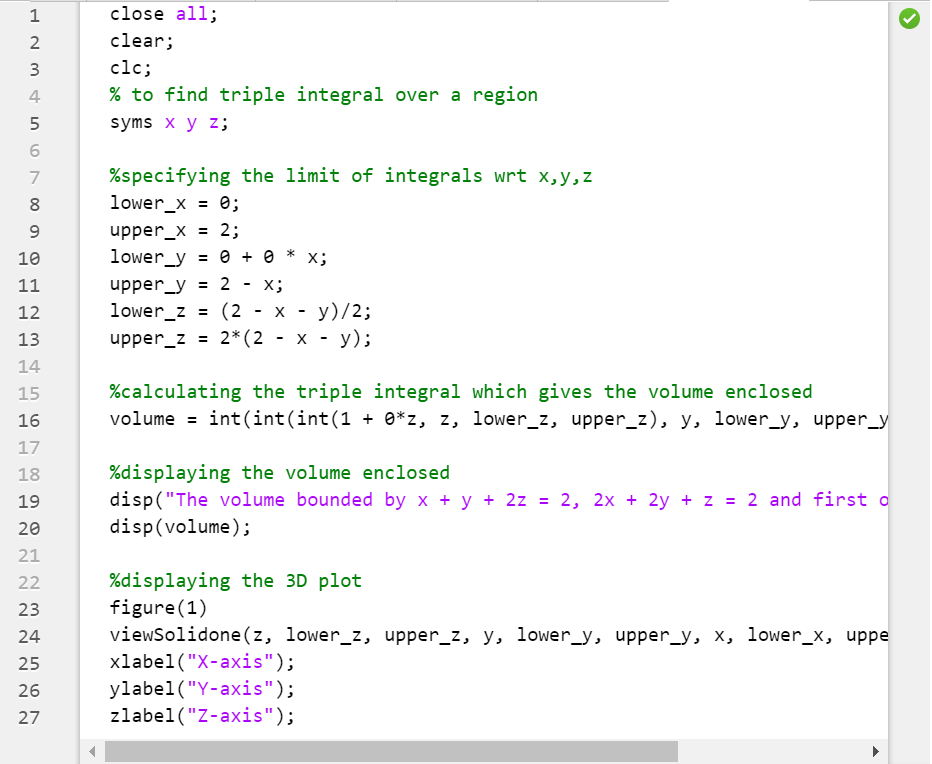 1 close all;
2 clear;
3 clc;
4 % to find triple integral over a region
5 syms x y z;
6
7 %specifying the limit of integrals wrt x,y,z
8 lower_x = 0;
9 upper_x = 2;
10 lower_y = 0 + 0 * x;
11 upper_y = 2 - x;
12 lower_z = (2 - x - y)/2;
13 upper_z = 2*(2 - x - y);
14
15 %calculating the triple integral which gives the volume enclosed
16 volume = int(int(int(1 + 0*z, z, lower_z, upper_z), y, lower_y, upper_y
17
18 %displaying the volume enclosed
19 disp("The volume bounded by x + y + 2z = 2, 2x + 2y + z = 2 and first o
20 disp(volume);
21
22 %displaying the 3D plot
23 figure(1)
24 viewSolidone(z, lower_z, upper_z, y, lower_y, upper_y, x, lower_x, uppe
25 xlabel("X-axis");
26 ylabel("Y-axis");
27 zlabel("Z-axis");